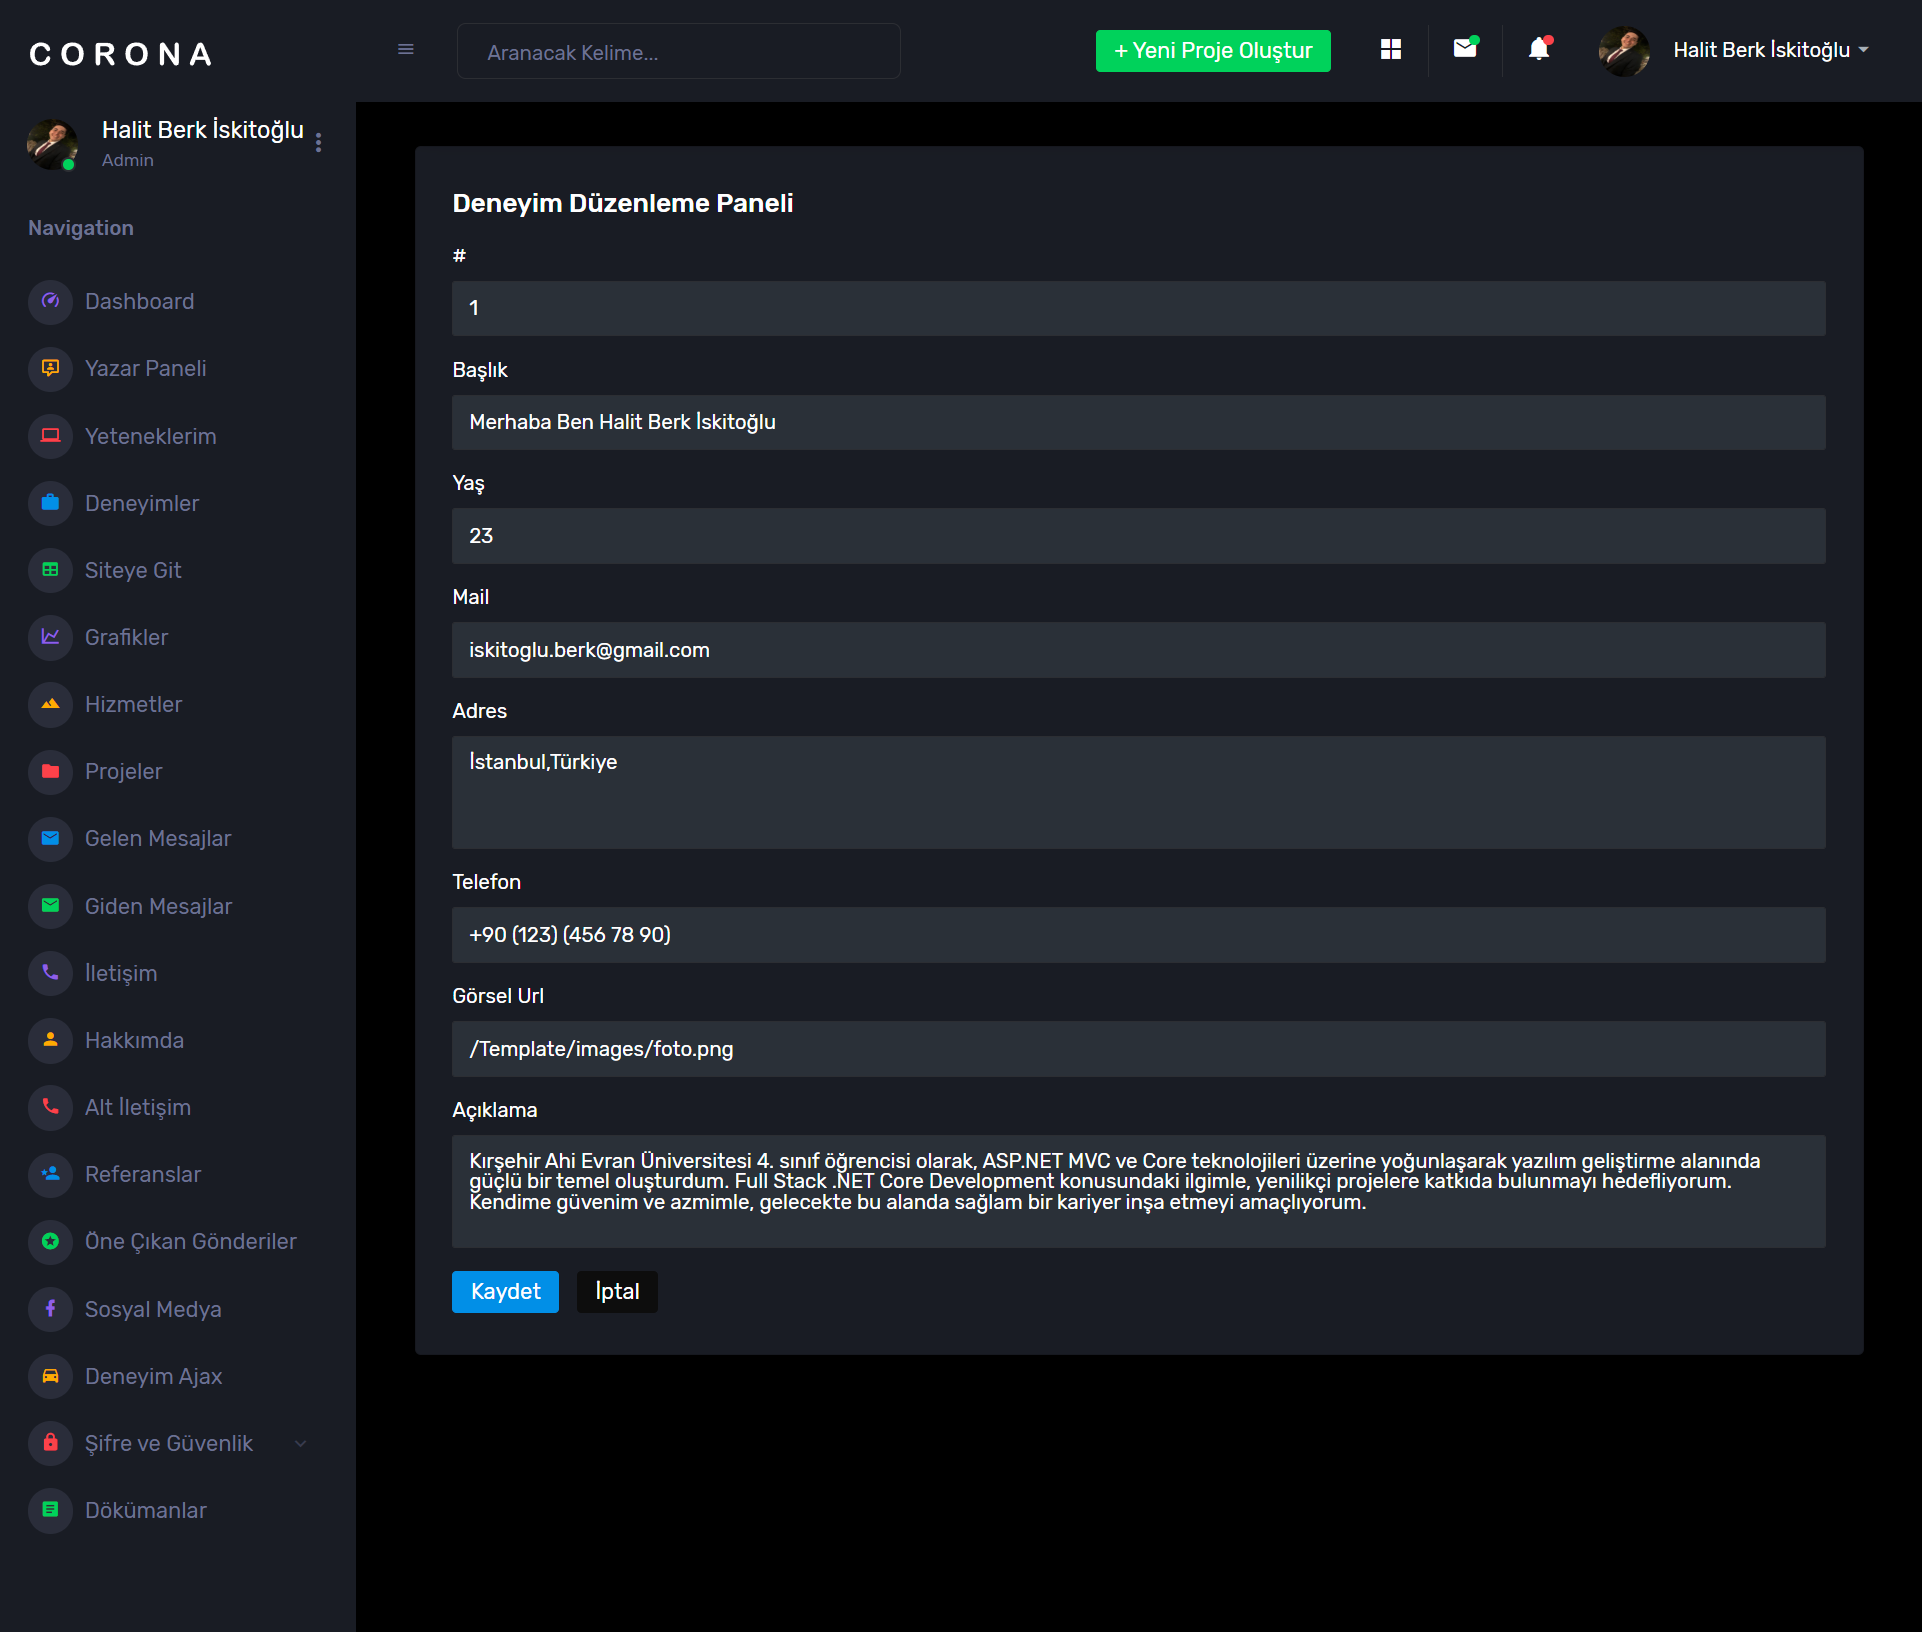 CORONA
Aranacak Kelime...
+ Yeni Proje Oluştur
Halit Berk İskitoğlu
Halit Berk İskitoğlu
Admin
Navigation
Dashboard
Yazar Paneli
Yeteneklerim
Deneyimler
Siteye Git
Grafikler
Hizmetler
Projeler
Gelen Mesajlar
Giden Mesajlar
İletişim
Hakkımda
Alt İletişim
Referanslar
Öne Çıkan Gönderiler
Sosyal Medya
Deneyim Ajax
Şifre ve Güvenlik
Dökümanlar
Deneyim Düzenleme Paneli
#
1
Başlık
Merhaba Ben Halit Berk İskitoğlu
Yaş
23
Mail
iskitoglu.berk@gmail.com
Adres
İstanbul,Türkiye
Telefon
+90 (123) (456 78 90)
Görsel Url
/Template/images/foto.png
Açıklama
Kırşehir Ahi Evran Üniversitesi 4. sınıf öğrencisi olarak, ASP.NET MVC ve Core teknolojileri üzerine yoğunlaşarak yazılım geliştirme alanında
güçlü bir temel oluşturdum. Full Stack .NET Core Development konusundaki ilgimle, yenilikçi projelere katkıda bulunmayı hedefliyorum.
Kendime güvenim ve azmimle, gelecekte bu alanda sağlam bir kariyer inşa etmeyi amaçlıyorum.
Kaydet
İptal